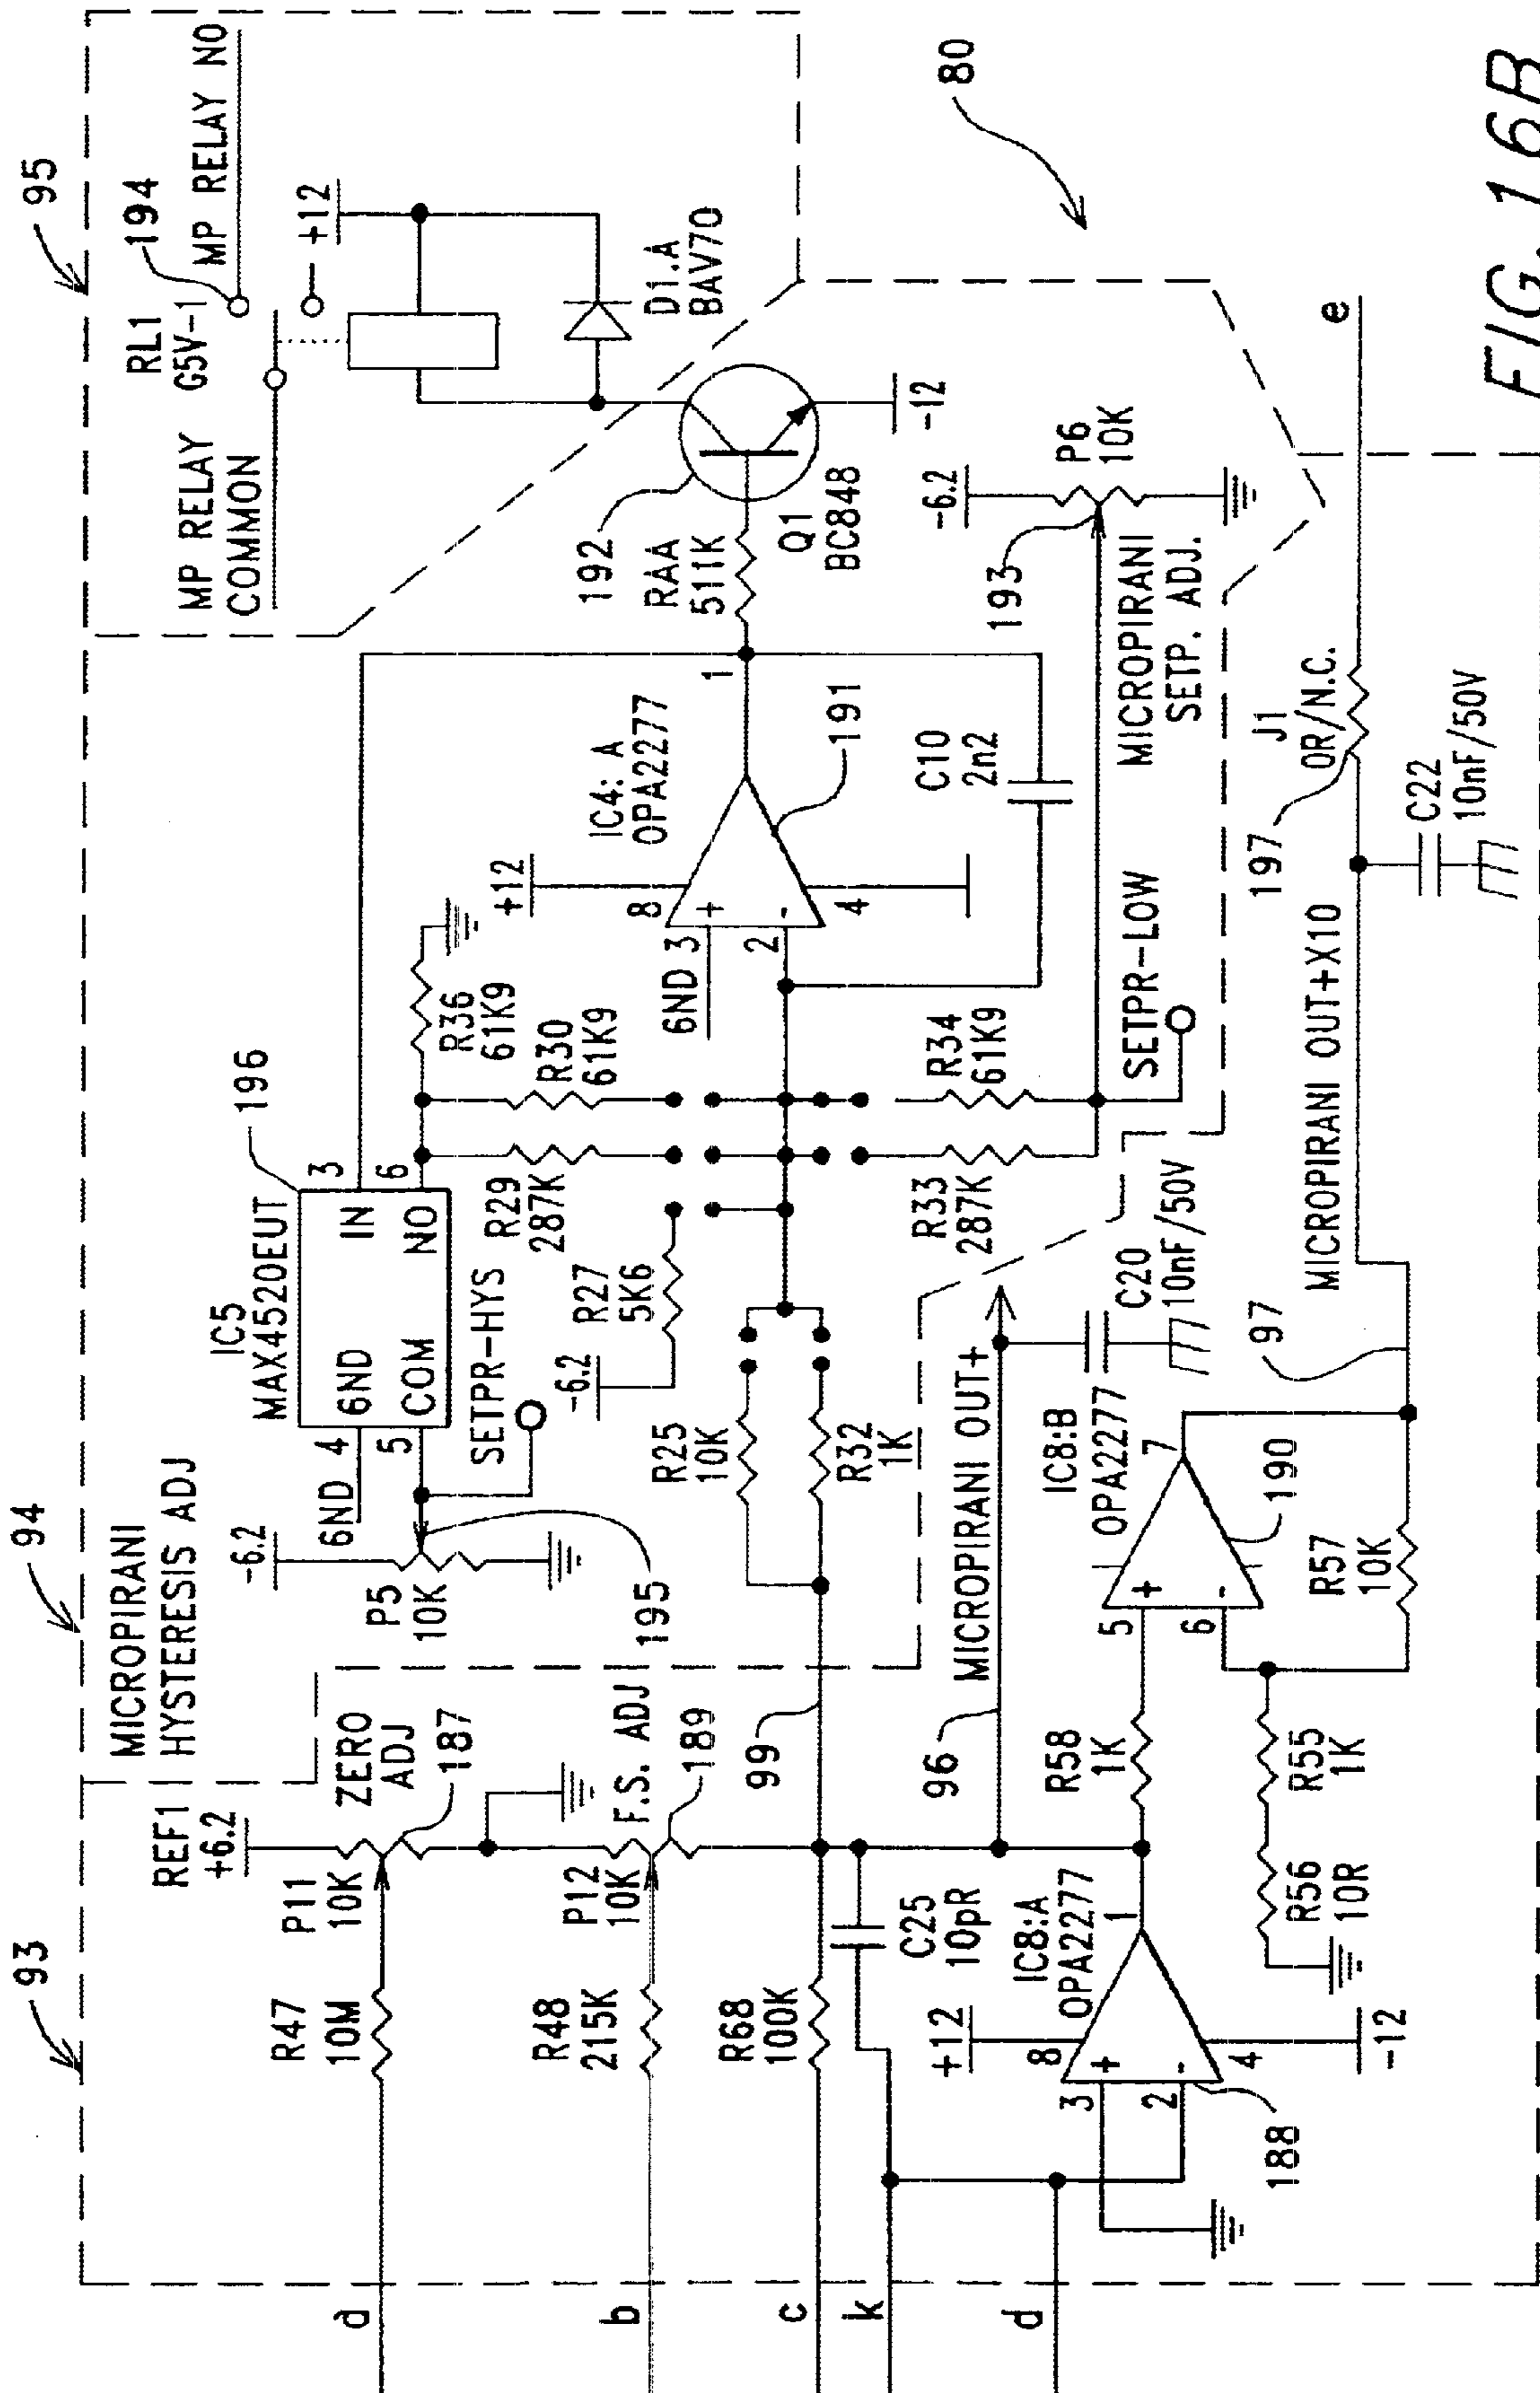 93
94
95
80
REF1
+6.2
ZERO
ADJ
187
P11
10K
R47
10M
F.S. ADJ
189
P12
10K
R48
215K
99
R68
100K
C25
10pR
96
MICROPIRANI OUT+
C20
10nF/50V
IC8:A
OPA2277
+12
8
3
+
2
-
4
1
-12
188
R58
1K
R55
1K
R56
10R
IC8:B
OPA2277
5
+
6
-
7
190
R57
10K
97
MICROPIRANI OUT+X10
197
J1
0R/N.C.
C22
10nF/50V
a
b
c
k
d
e
MICROPIRANI
HYSTERESIS ADJ
-6.2
P5
10K
195
6ND
4
5
IC5
MAX4520EUT
6ND
IN
COM
NO
3
6
196
SETPR-HYS
R36
61K9
R30
61K9
R29
287K
R27
5K6
-6.2
R25
10K
R32
1K
R33
287K
R34
61K9
SETPR-LOW
IC4: A
OPA2277
+12
8
6ND
3
+
2
-
4
1
191
C10
2n2
RAA
511K
192
Q1
BC848
-12
-6.2
P6
10K
193
MICROPIRANI
SETP. ADJ.
MP RELAY
COMMON
RL1
G5V-1
194
MP RELAY NO
+12
D1.A
BAV70
FIG.16B